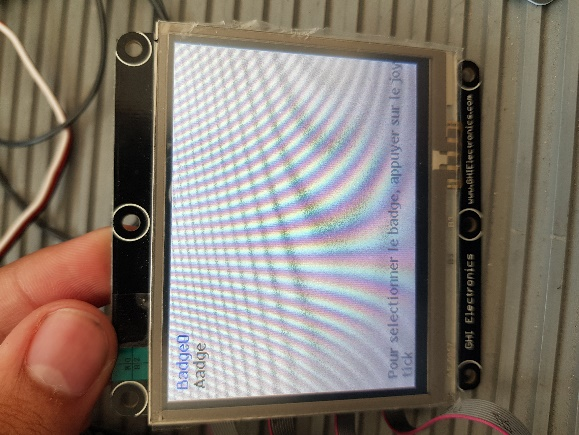 Badge0
Aadge
Pour selectionner le badge, appuyer sur le joy
tick
www.GHIElectronics.com
GHI Electronics